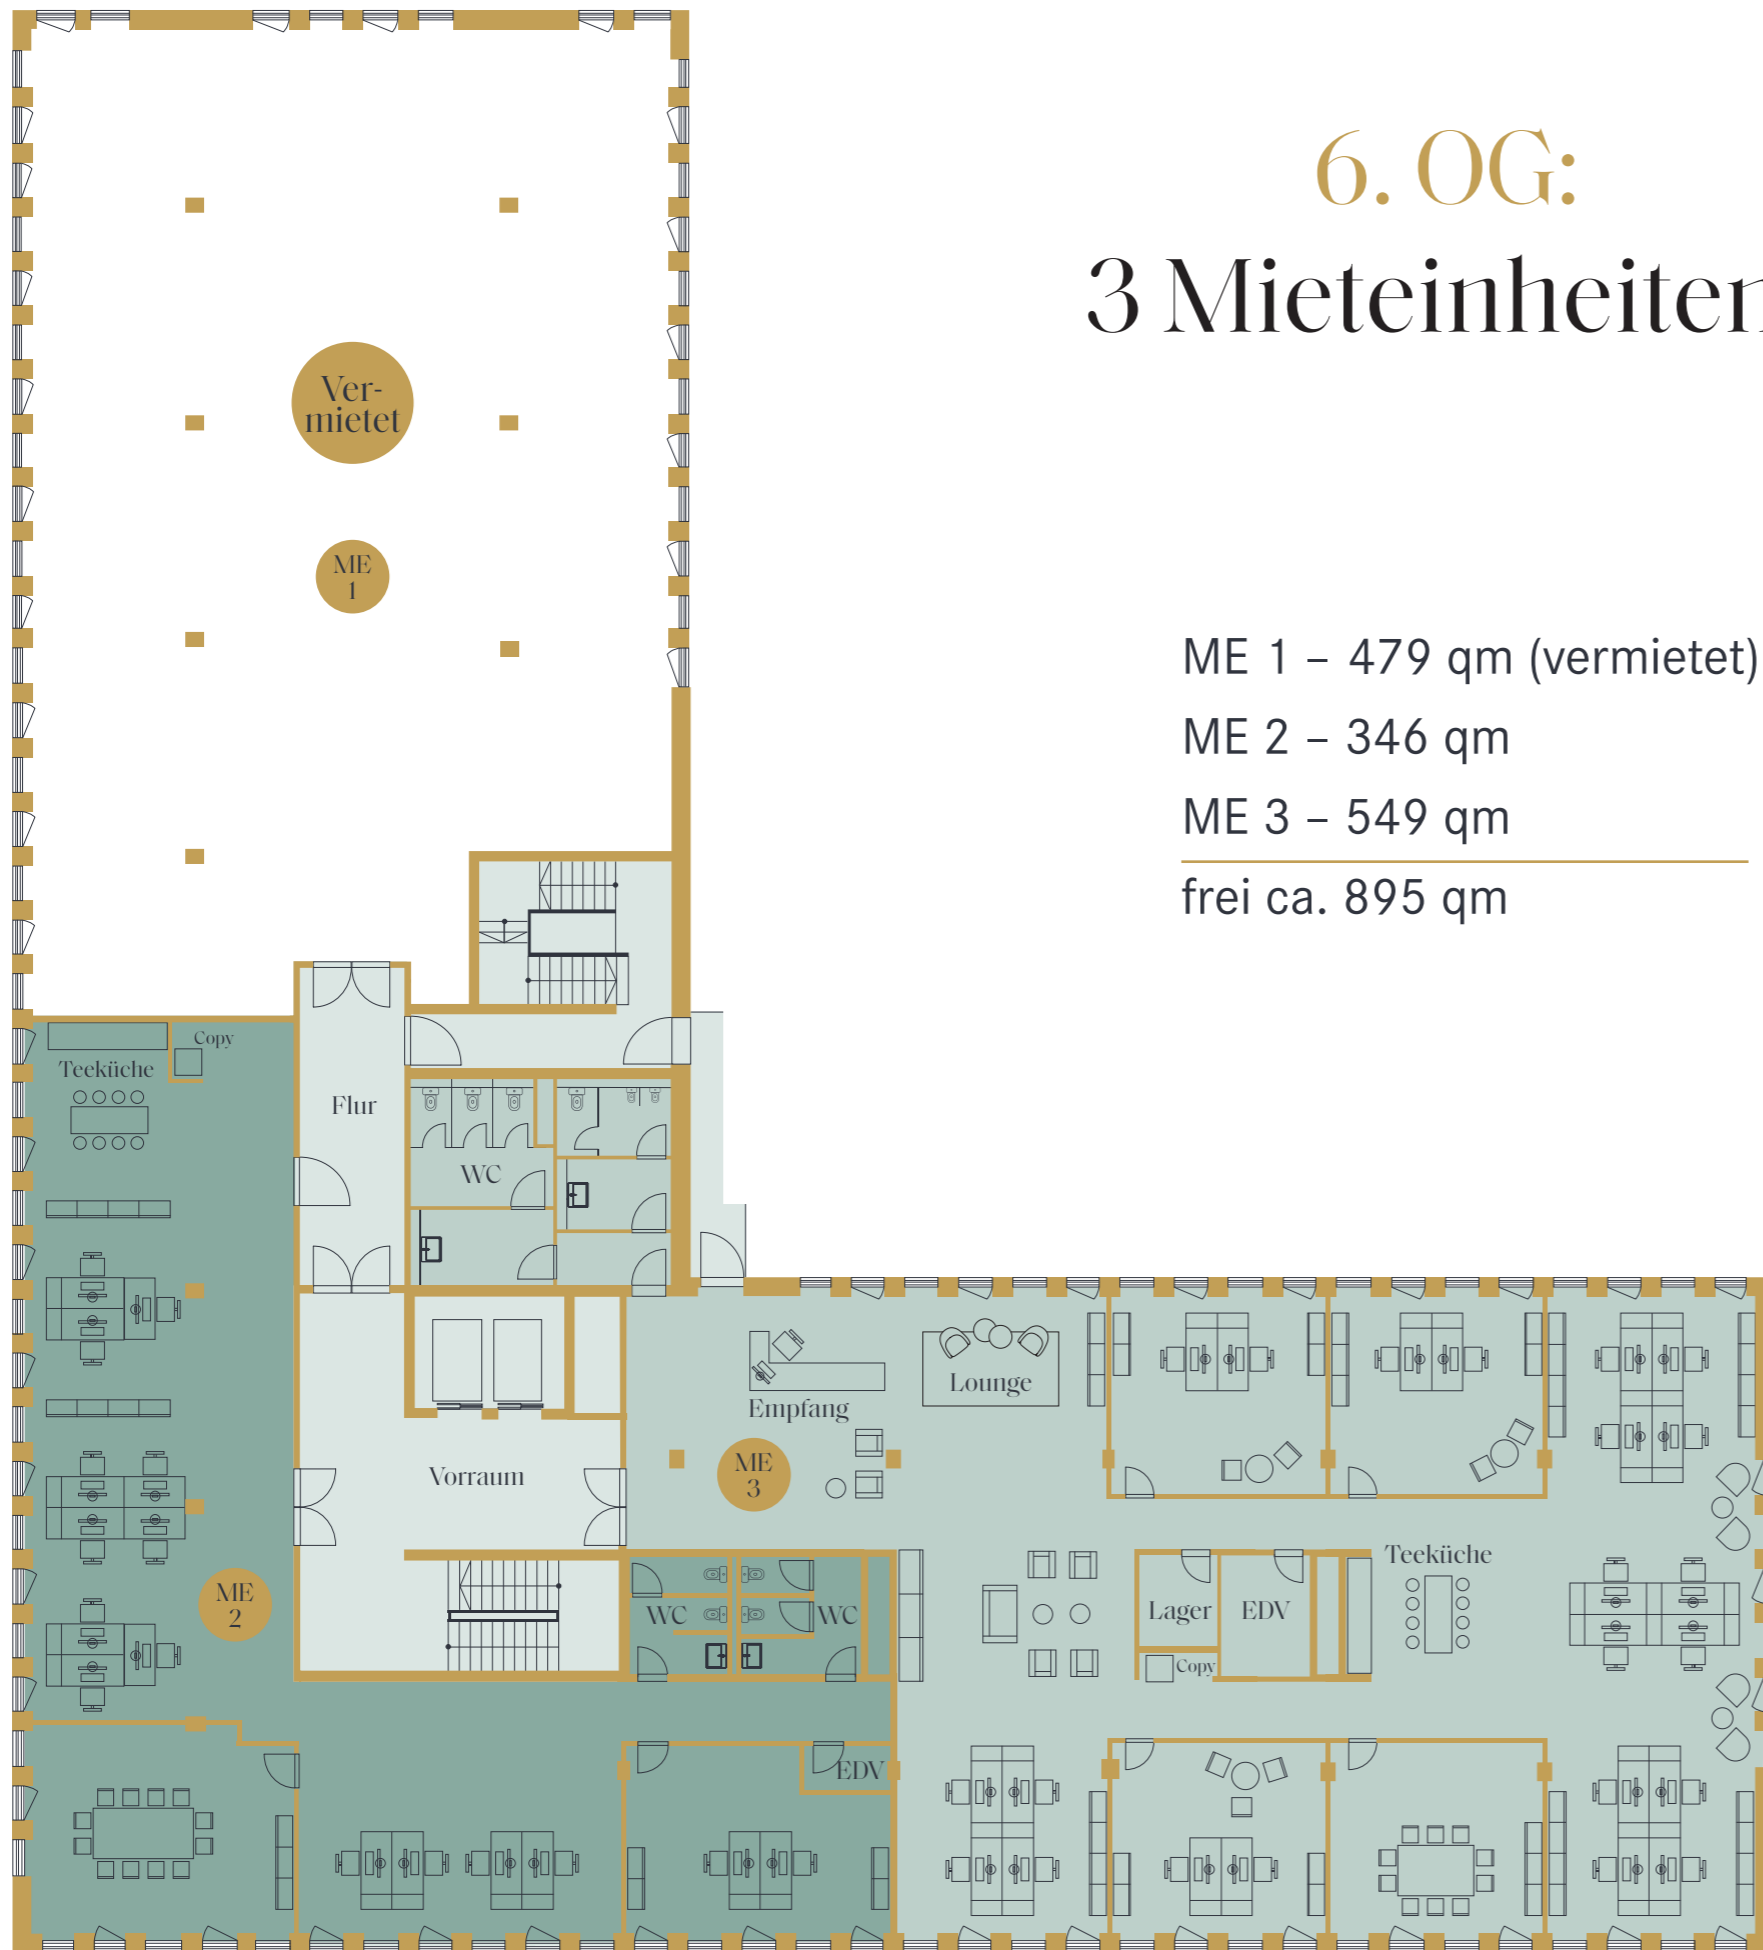 6. OG:
3 Mieteinheiten
Ver-
mietet
ME
1
ME 1 – 479 qm (vermietet)
ME 2 – 346 qm
ME 3 – 549 qm
frei ca. 895 qm
Copy
Teeküche
Flur
WC
Lounge
Empfang
ME
3
Vorraum
Teeküche
ME
2
WC
WC
Lager
EDV
Copy
EDV